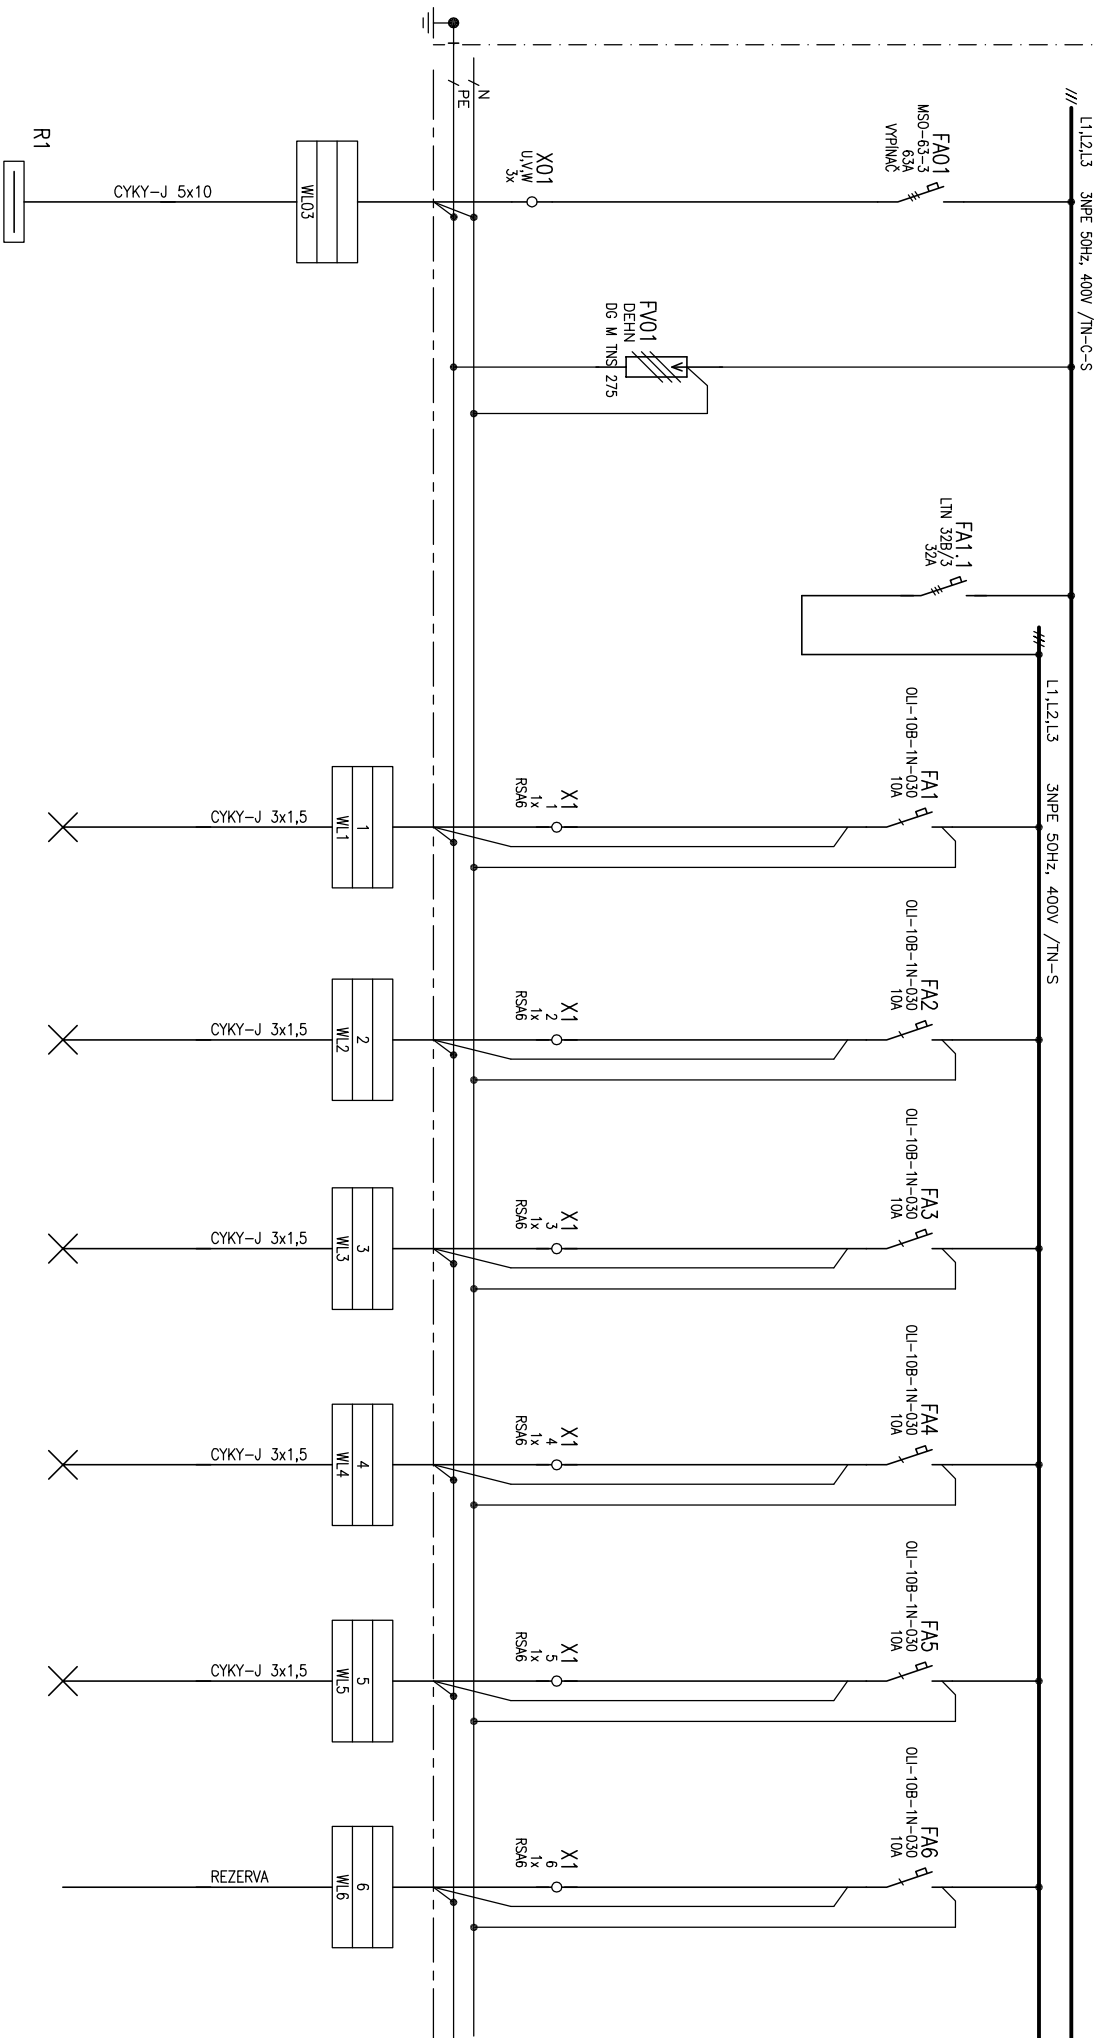 L1,L2,L3 3NPE 50Hz, 400V /TN-C-S
N
PE
FA01
MSO-63-3
63A
VYPÍNAČ
X01
U,V,W
3x
WL03
CYKY-J 5x10
R1
FV01
DEHN
DG M TNS 275
FA1.1
LTN 32B/3
32A
L1,L2,L3 3NPE 50Hz, 400V /TN-S
FA1
OLI-10B-1N-030
10A
X1
1
1x
RSA6
1
WL1
CYKY-J 3x1,5
FA2
OLI-10B-1N-030
10A
X1
2
1x
RSA6
2
WL2
CYKY-J 3x1,5
FA3
OLI-10B-1N-030
10A
X1
3
1x
RSA6
3
WL3
CYKY-J 3x1,5
FA4
OLI-10B-1N-030
10A
X1
4
1x
RSA6
4
WL4
CYKY-J 3x1,5
FA5
OLI-10B-1N-030
10A
X1
5
1x
RSA6
5
WL5
CYKY-J 3x1,5
FA6
OLI-10B-1N-030
10A
X1
6
1x
RSA6
6
WL6
REZERVA